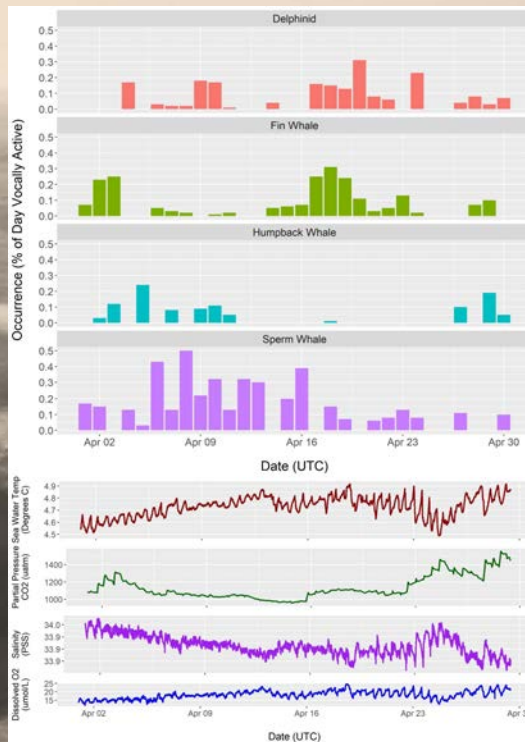 Delphinid
0.5
0.4
0.3
0.2
0.1
0.0
Fin Whale
0.5
0.4
0.3
0.2
0.1
0.0
Occurrence (% of Day Vocally Active)
Humpback Whale
0.5
0.4
0.3
0.2
0.1
0.0
Sperm Whale
0.5
0.4
0.3
0.2
0.1
0.0
Apr 02 Apr 09 Apr 16 Apr 23 Apr 30
Date (UTC)
Sea Water Temp
(Degrees C)
4.9
4.8
4.7
4.6
4.5
Partial Pressure
CO2 (uatm)
1400
1200
1000
Salinity
(PSS)
34.0
33.9
33.9
Dissolved O2
(umol/L)
25
20
15
Apr 02 Apr 09 Apr 16 Apr 23 Apr 3
Date (UTC)